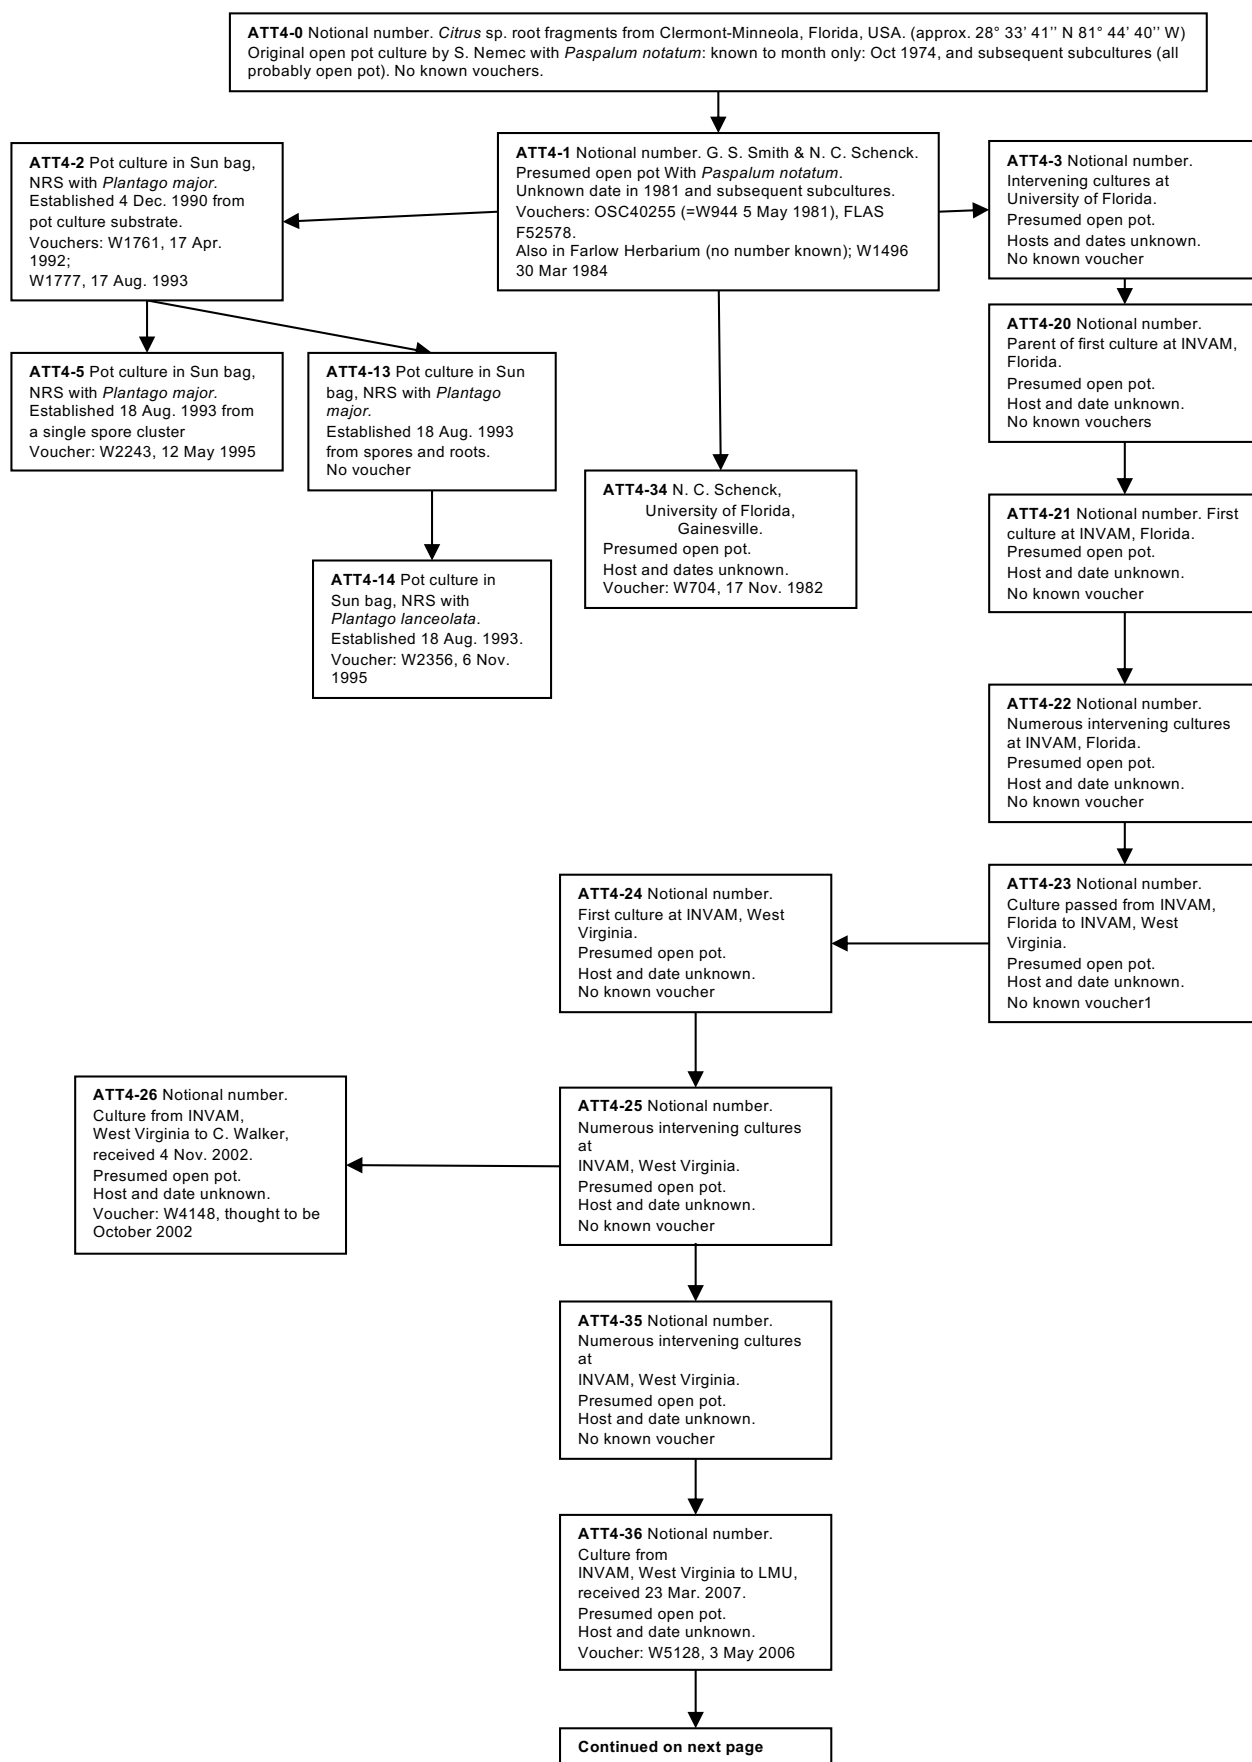 ATT4-0 Notional number. Citrus sp. root fragments from Clermont-Minneola, Florida, USA. (approx. 28° 33’ 41’’ N 81° 44’ 40’’ W)
Original open pot culture by S. Nemec with Paspalum notatum: known to month only: Oct 1974, and subsequent subcultures (all
probably open pot). No known vouchers.
ATT4-2 Pot culture in Sun bag,
NRS with Plantago major.
Established 4 Dec. 1990 from
pot culture substrate.
Vouchers: W1761, 17 Apr.
1992;
W1777, 17 Aug. 1993
ATT4-1 Notional number. G. S. Smith & N. C. Schenck.
Presumed open pot With Paspalum notatum.
Unknown date in 1981 and subsequent subcultures.
Vouchers: OSC40255 (=W944 5 May 1981), FLAS
F52578.
Also in Farlow Herbarium (no number known); W1496
30 Mar 1984
ATT4-3 Notional number.
Intervening cultures at
University of Florida.
Presumed open pot.
Hosts and dates unknown.
No known voucher
ATT4-5 Pot culture in Sun bag,
NRS with Plantago major.
Established 18 Aug. 1993 from
a single spore cluster
Voucher: W2243, 12 May 1995
ATT4-13 Pot culture in Sun
bag, NRS with Plantago
major.
Established 18 Aug. 1993
from spores and roots.
No voucher
ATT4-20 Notional number.
Parent of first culture at INVAM,
Florida.
Presumed open pot.
Host and date unknown.
No known vouchers
ATT4-34 N. C. Schenck,
University of Florida,
Gainesville.
Presumed open pot.
Host and dates unknown.
Voucher: W704, 17 Nov. 1982
ATT4-21 Notional number. First
culture at INVAM, Florida.
Presumed open pot.
Host and date unknown.
No known voucher
ATT4-14 Pot culture in
Sun bag, NRS with
Plantago lanceolata.
Established 18 Aug. 1993.
Voucher: W2356, 6 Nov.
1995
ATT4-22 Notional number.
Numerous intervening cultures
at INVAM, Florida.
Presumed open pot.
Host and date unknown.
No known voucher
ATT4-23 Notional number.
Culture passed from INVAM,
Florida to INVAM, West
Virginia.
Presumed open pot.
Host and date unknown.
No known voucher1
ATT4-24 Notional number.
First culture at INVAM, West
Virginia.
Presumed open pot.
Host and date unknown.
No known voucher
ATT4-26 Notional number.
Culture from INVAM,
West Virginia to C. Walker,
received 4 Nov. 2002.
Presumed open pot.
Host and date unknown.
Voucher: W4148, thought to be
October 2002
ATT4-25 Notional number.
Numerous intervening cultures
at
INVAM, West Virginia.
Presumed open pot.
Host and date unknown.
No known voucher
ATT4-35 Notional number.
Numerous intervening cultures
at
INVAM, West Virginia.
Presumed open pot.
Host and date unknown.
No known voucher
ATT4-36 Notional number.
Culture from
INVAM, West Virginia to LMU,
received 23 Mar. 2007.
Presumed open pot.
Host and date unknown.
Voucher: W5128, 3 May 2006
Continued on next page